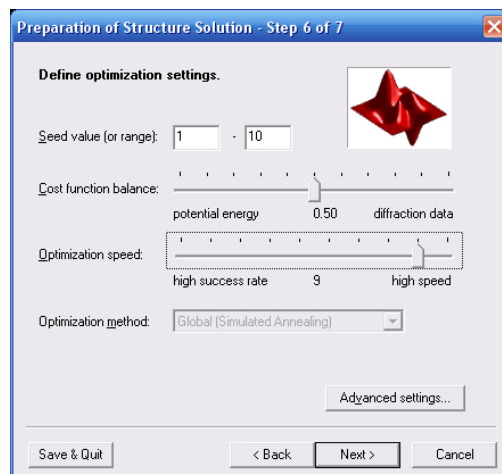 Preparation of Structure Solution - Step 6 of 7
Define optimization settings.
Seed value (or range): 1 - 10
Cost function balance:
potential energy 0.50 diffraction data
Optimization speed:
high success rate 9 high speed
Optimization method: Global (Simulated Annealing)
Advanced settings...
Save & Quit < Back Next > Cancel